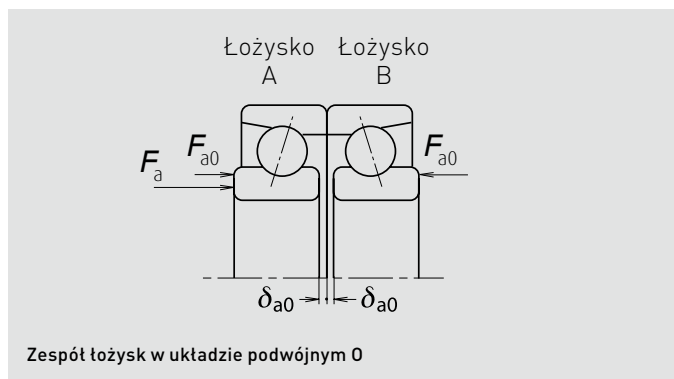 Łożysko Łożysko
A B
Fa Fa0 Fa0
δa0 δa0
Zespół łożysk w układzie podwójnym O